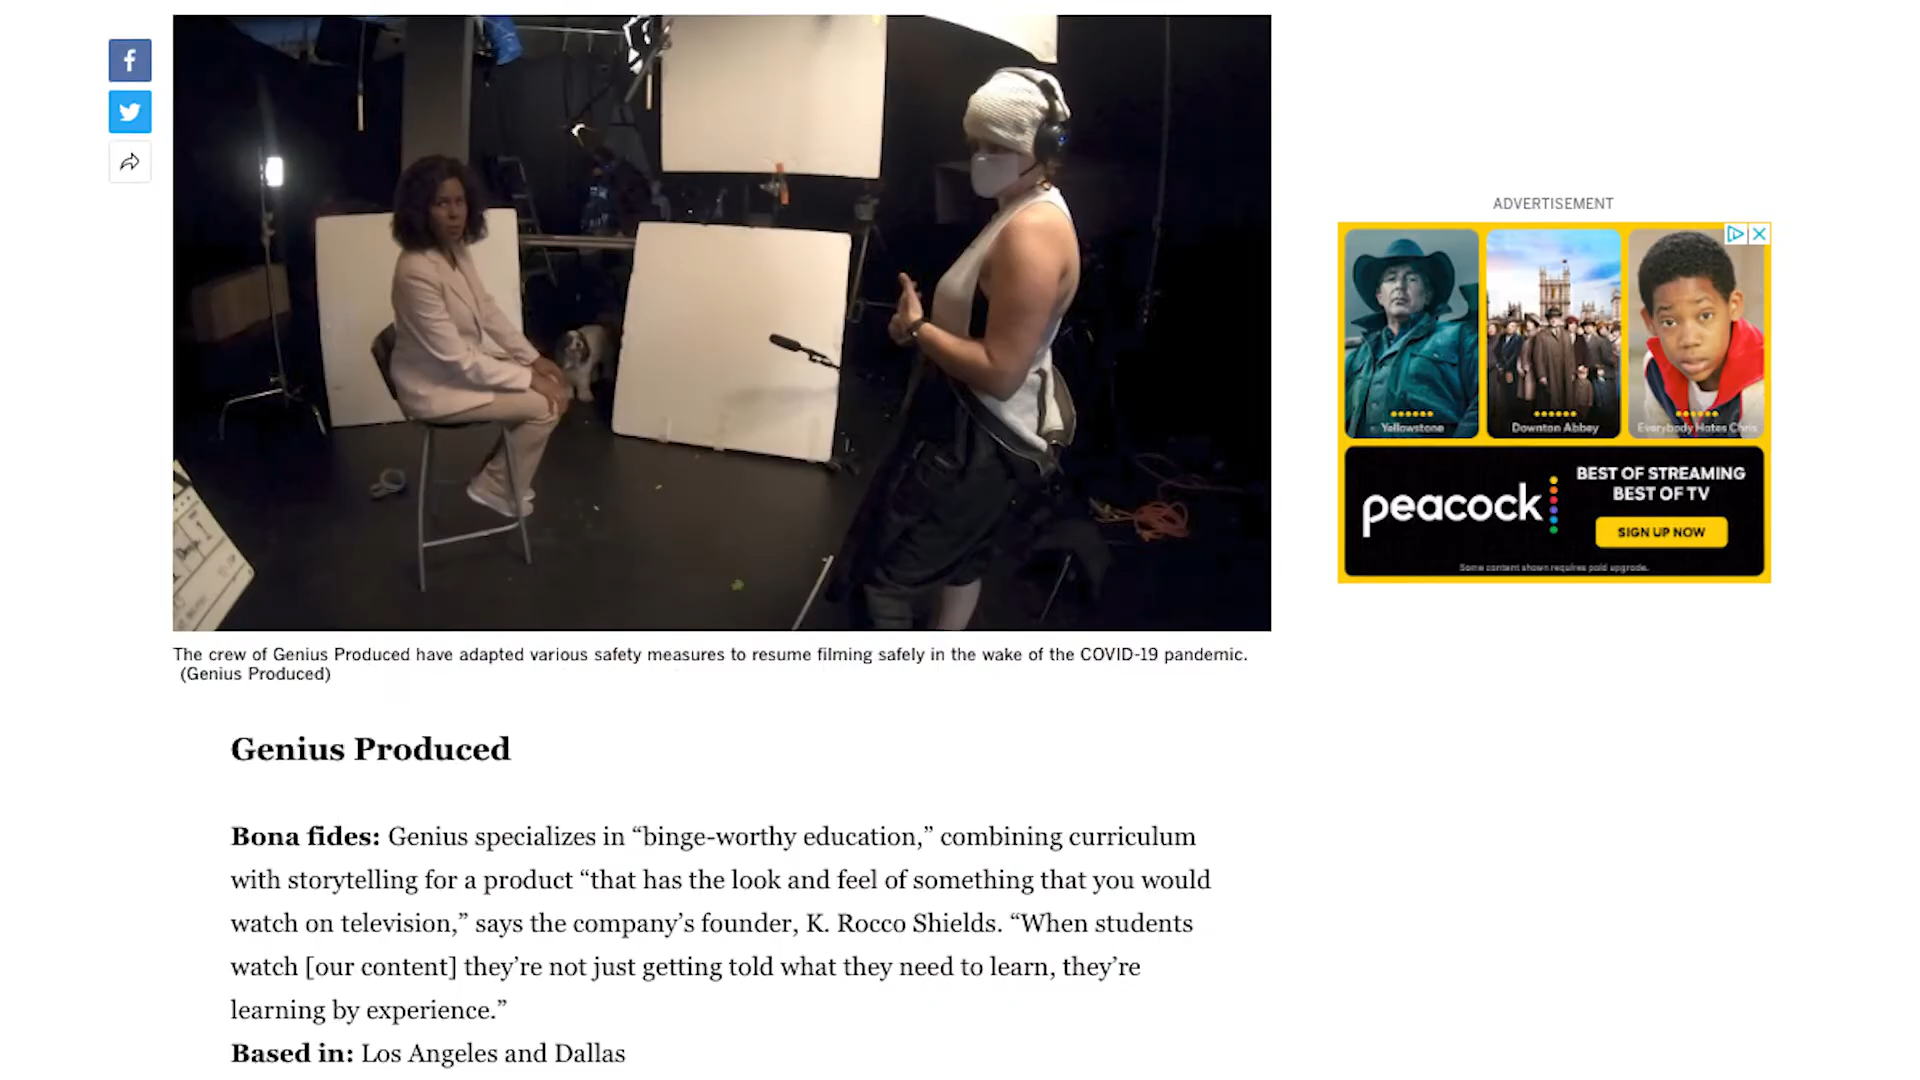 ADVERTISEMENT
Yellowstone
Downton Abbey
Everybody Hates Chris
peacock
BEST OF STREAMING
BEST OF TV
SIGN UP NOW
Some content shown requires paid upgrade.
The crew of Genius Produced have adapted various safety measures to resume filming safely in the wake of the COVID-19 pandemic.
(Genius Produced)
Genius Produced
Bona fides: Genius specializes in “binge-worthy education,” combining curriculum
with storytelling for a product “that has the look and feel of something that you would
watch on television,” says the company’s founder, K. Rocco Shields. “When students
watch [our content] they’re not just getting told what they need to learn, they’re
learning by experience.”
Based in: Los Angeles and Dallas